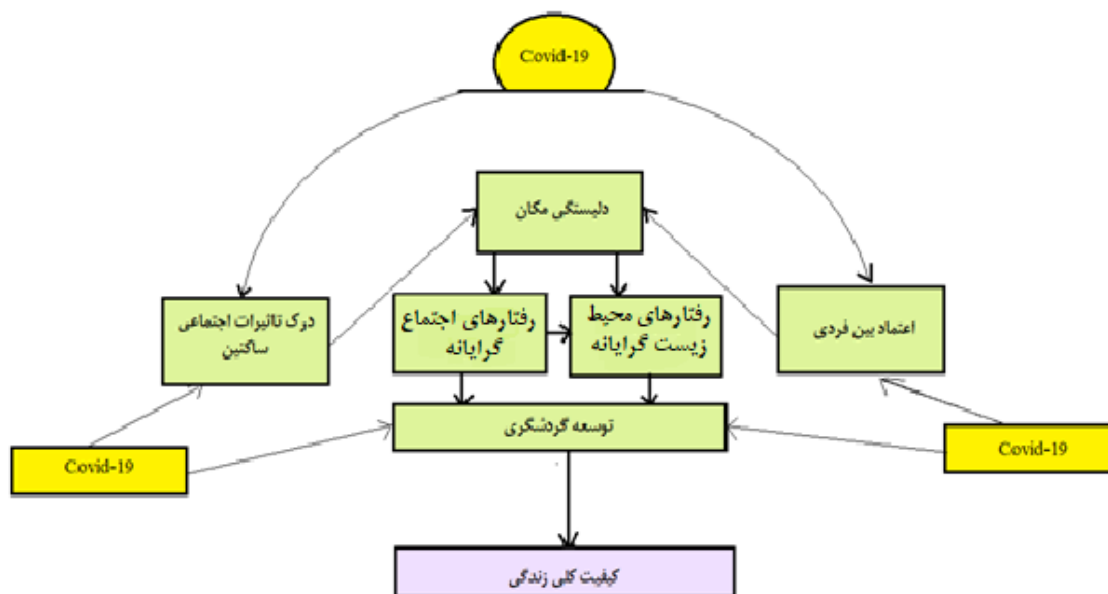 Covid-19
دلبستگی مکان
درک تاثیرات اجتماعی
ساکنین
رفتارهای اجتماع
گرایانه
رفتارهای محیط
زیست گرایانه
اعتماد بین فردی
توسعه گردشگری
Covid-19
Covid-19
کیفیت کلی زندگی